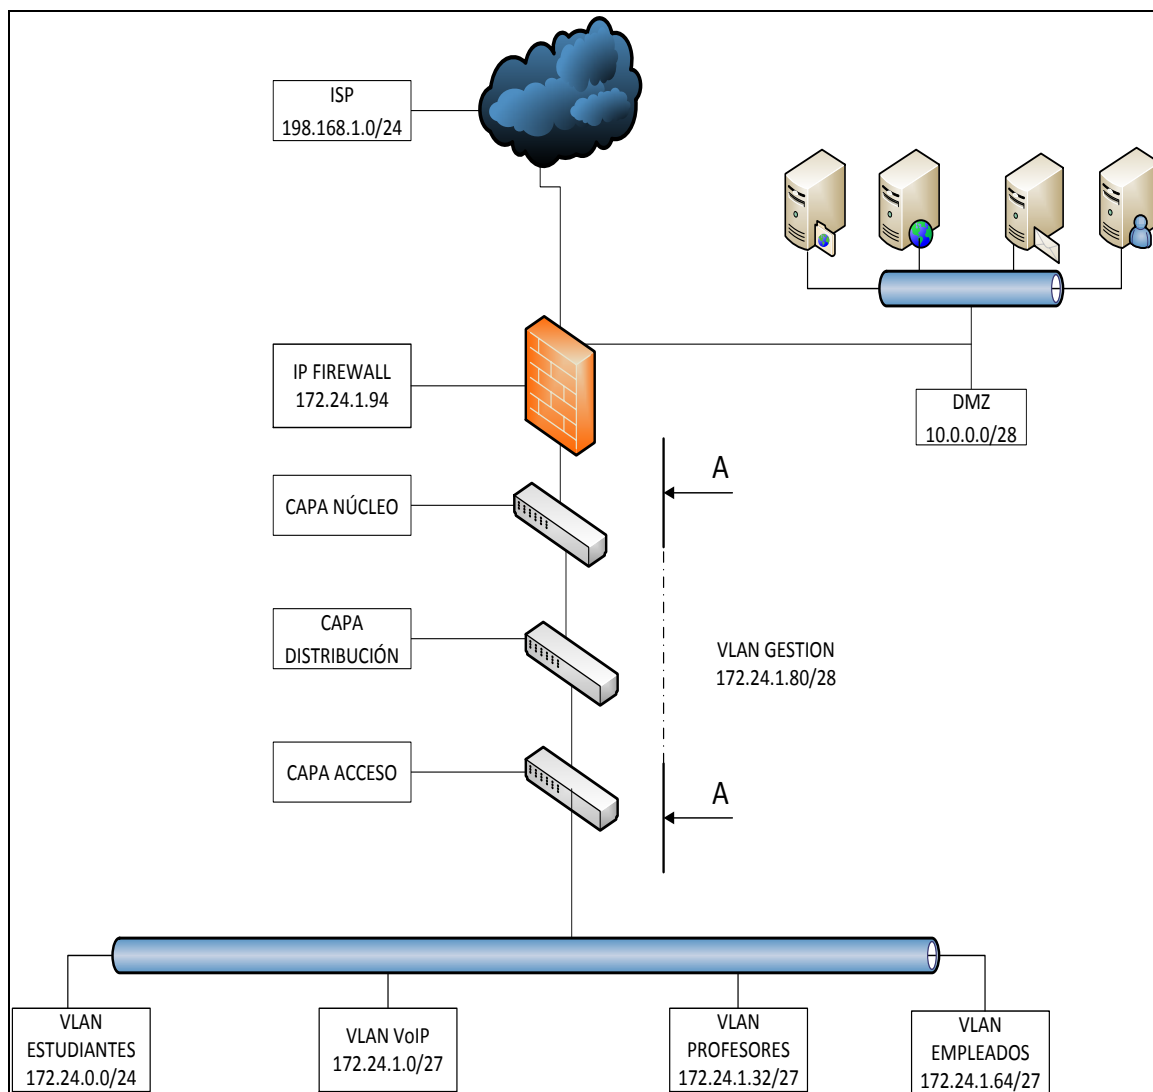 ISP
198.168.1.0/24
IP FIREWALL
172.24.1.94
DMZ
10.0.0.0/28
A
CAPA NÚCLEO
CAPA
DISTRIBUCIÓN
VLAN GESTION
172.24.1.80/28
CAPA ACCESO
A
VLAN
ESTUDIANTES
172.24.0.0/24
VLAN VoIP
172.24.1.0/27
VLAN
PROFESORES
172.24.1.32/27
VLAN
EMPLEADOS
172.24.1.64/27